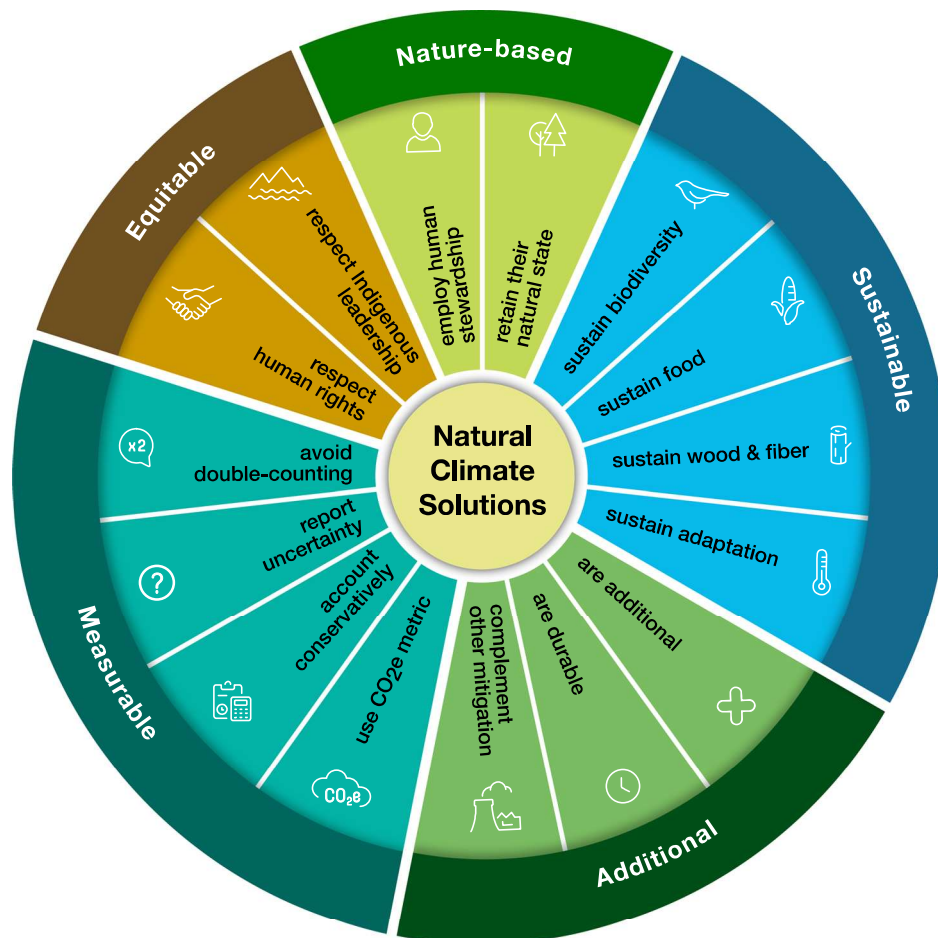 Natural
Climate
Solutions
Nature-based
employ human
stewardship
retain their
natural state
Sustainable
sustain biodiversity
sustain food
sustain wood & fiber
sustain adaptation
Additional
are additional
are durable
complement
other mitigation
Measurable
use CO2e metric
CO₂e
account
conservatively
report
uncertainty
?
avoid
double-counting
x2
Equitable
respect
human rights
respect Indigenous
leadership